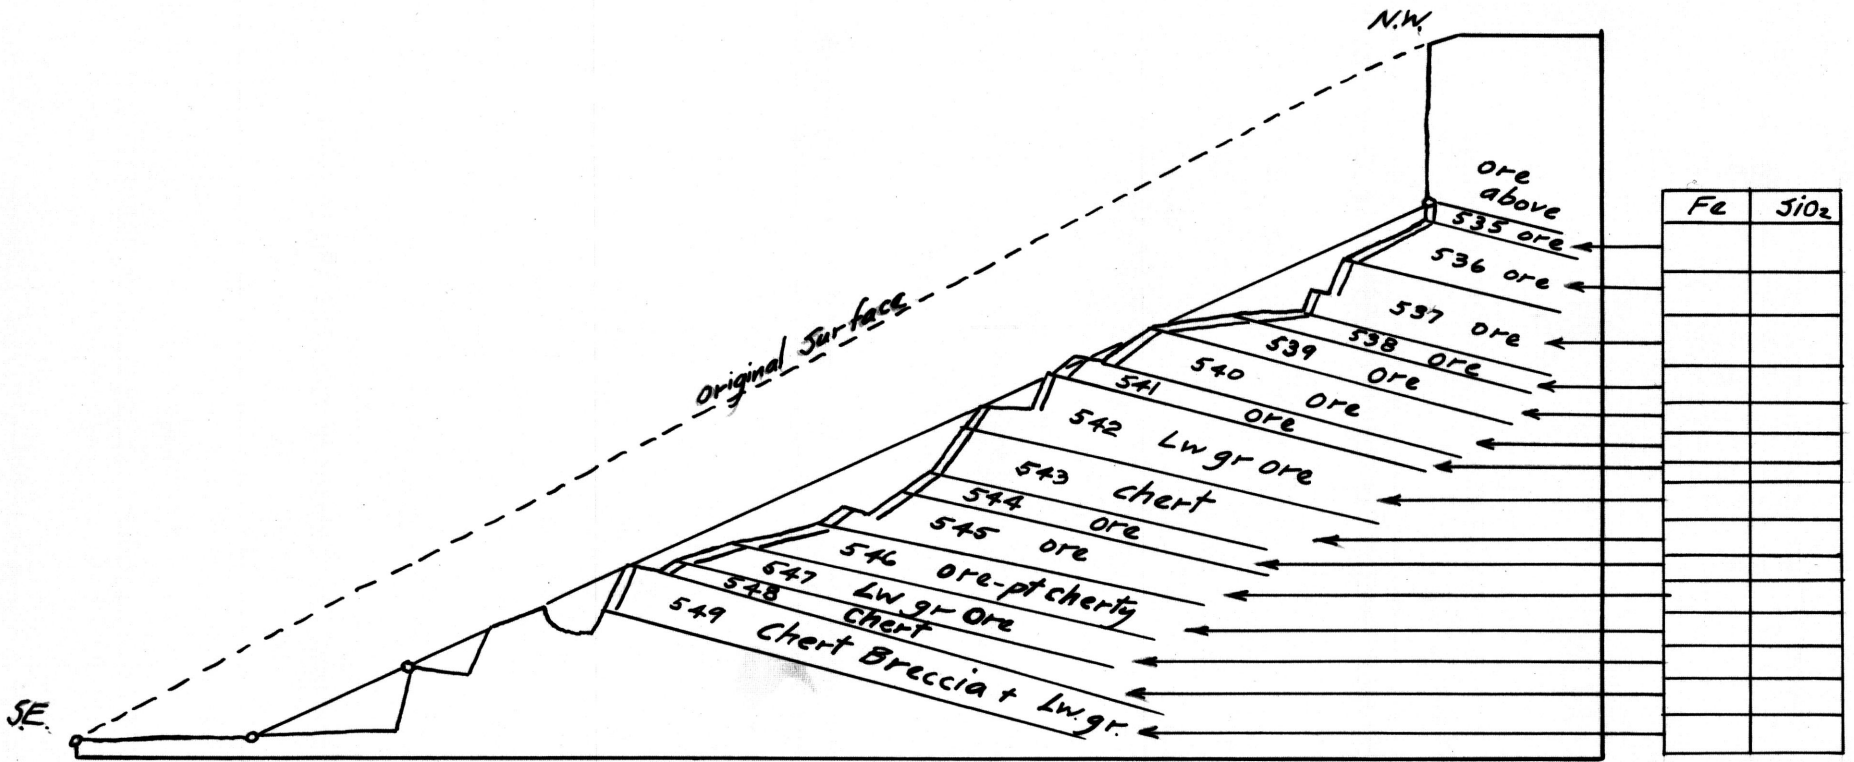 N.W.
ore
above
Fe SiO2
535 ore
536 ore
537 ore
538 ore
539 ore
540 ore
541 ore
542 Lw gr ore
543 chert
544 ore
545 ore
546 ore-pt cherty
547 Lw. gr Ore
548 Chert
549 Chert Breccia + Lw. gr.
original Surface
S.E.